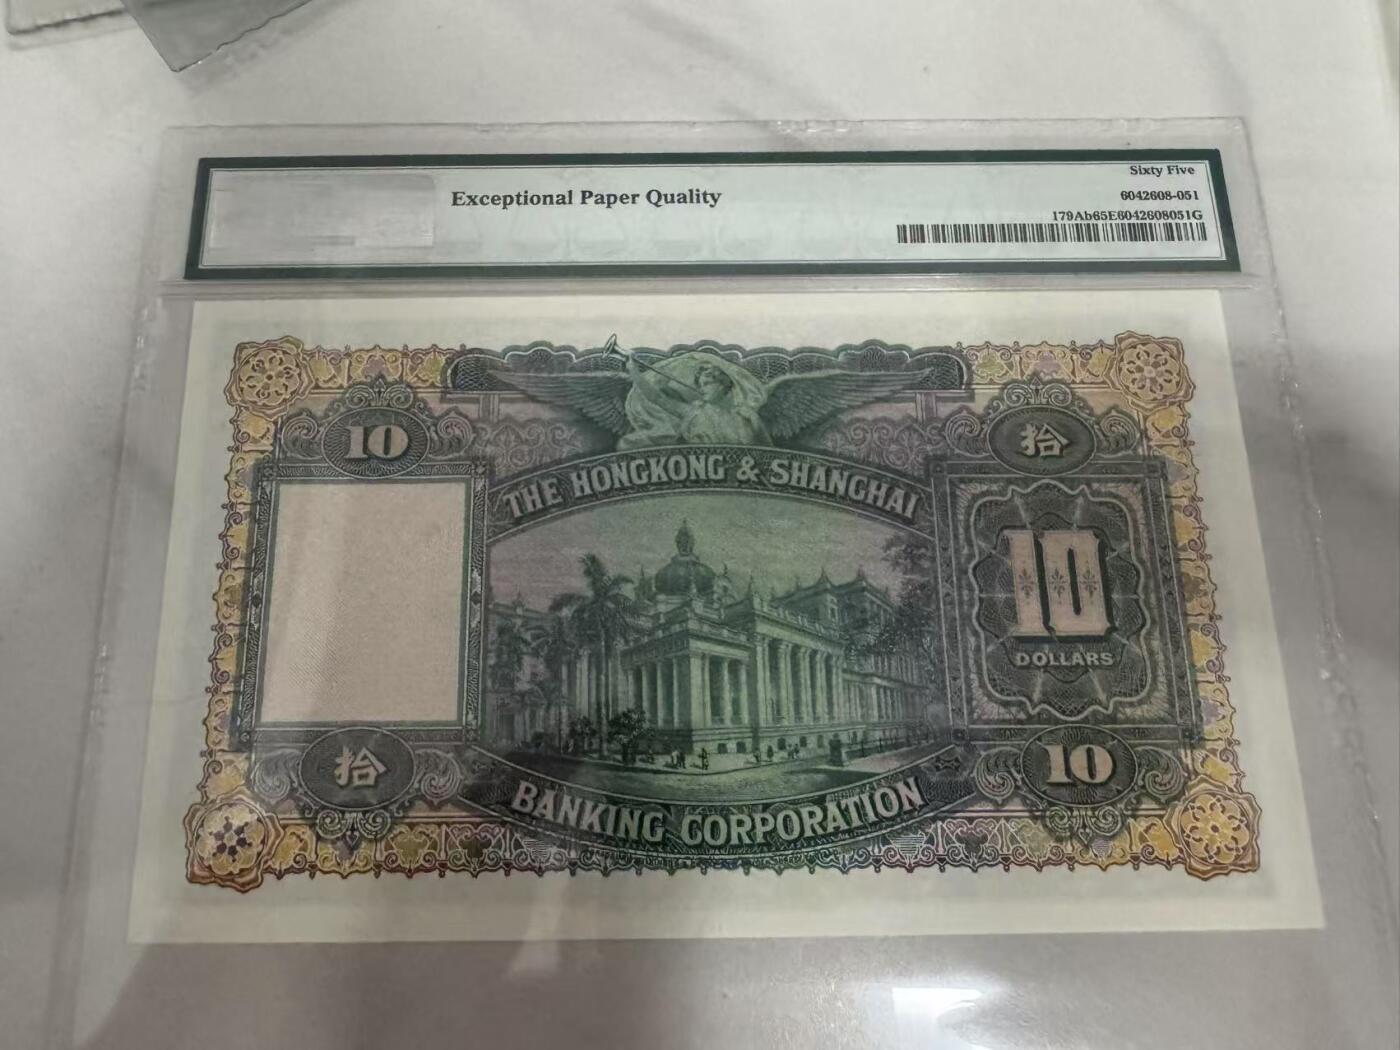 Sixty Five
Exceptional Paper Quality
6042608-051
179Ab65E6042608051G
10
拾
THE HONGKONG & SHANGHAI
10
DOLLARS
拾
10
BANKING CORPORATION